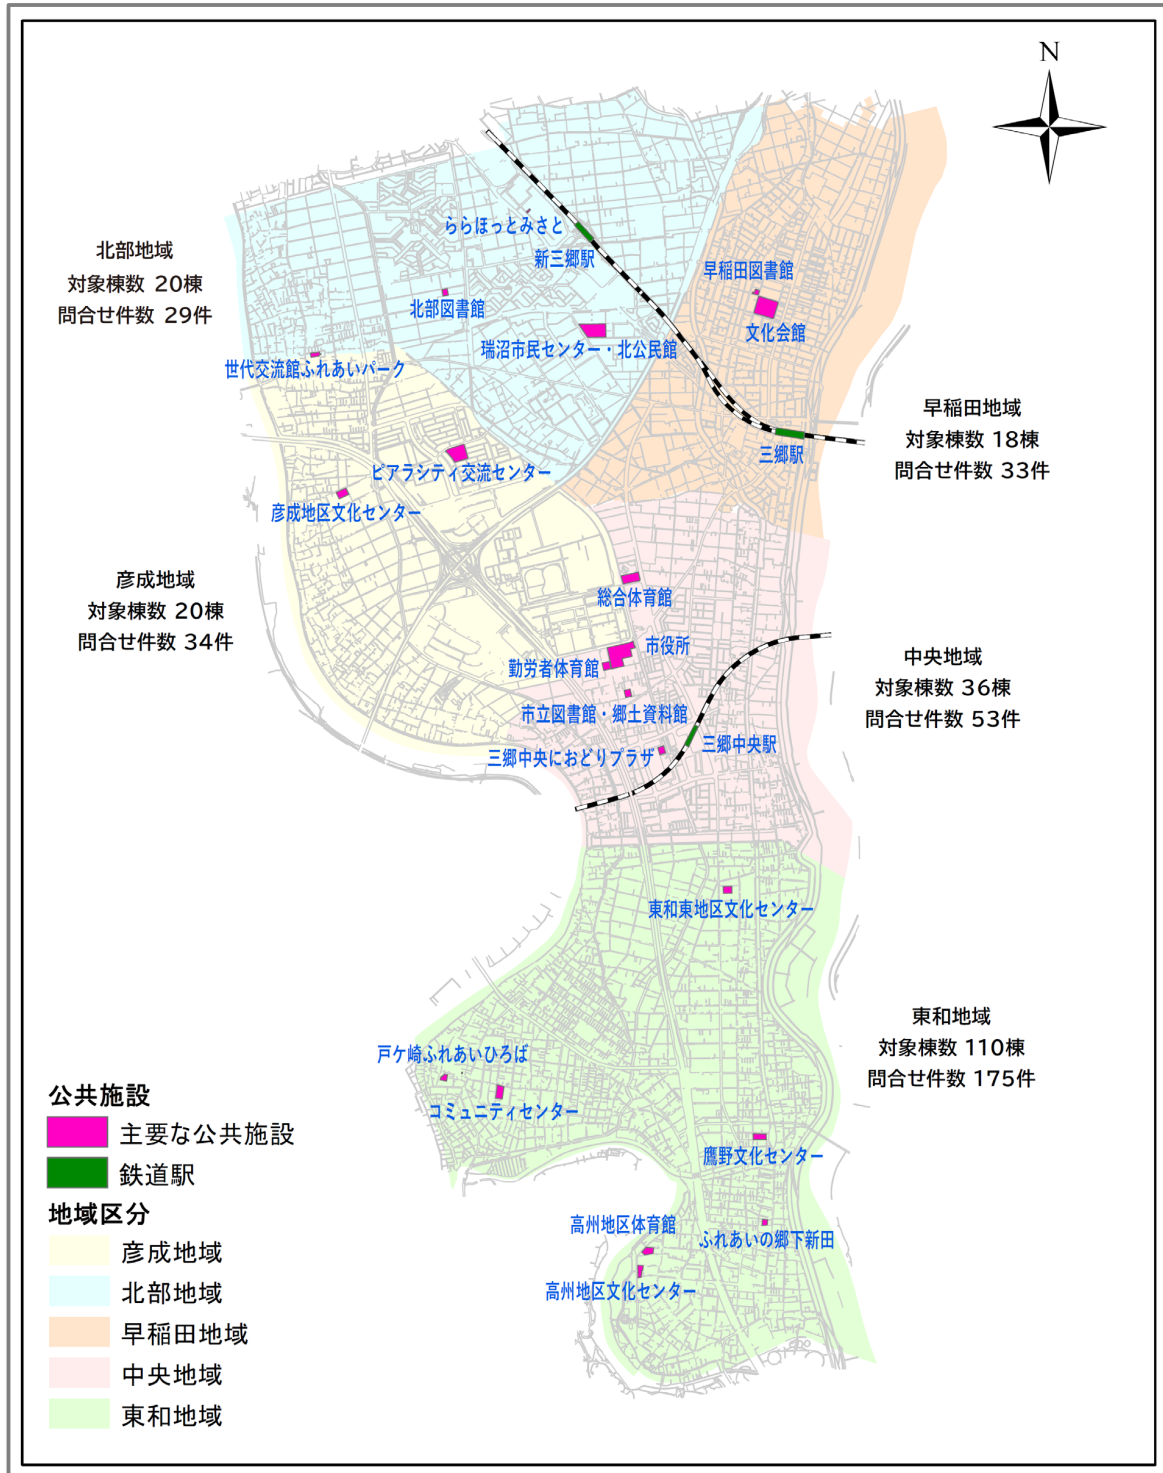 N
ららほっとみさと
新三郷駅
早稲田図書館
文化会館
北部地域
対象棟数 20棟
問合せ件数 29件
北部図書館
瑞沼市民センター・北公民館
世代交流館ふれあいパーク
早稲田地域
対象棟数 18棟
問合せ件数 33件
三郷駅
ピアラシティ交流センター
彦成地区文化センター
彦成地域
対象棟数 20棟
問合せ件数 34件
総合体育館
市役所
勤労者体育館
中央地域
対象棟数 36棟
問合せ件数 53件
市立図書館・郷土資料館
三郷中央におどりプラザ
三郷中央駅
東和東地区文化センター
東和地域
対象棟数 110棟
問合せ件数 175件
戸ケ崎ふれあいひろば
コミュニティセンター
鷹野文化センター
高州地区体育館
ふれあいの郷下新田
高州地区文化センター
公共施設
主要な公共施設
鉄道駅
地域区分
彦成地域
北部地域
早稲田地域
中央地域
東和地域